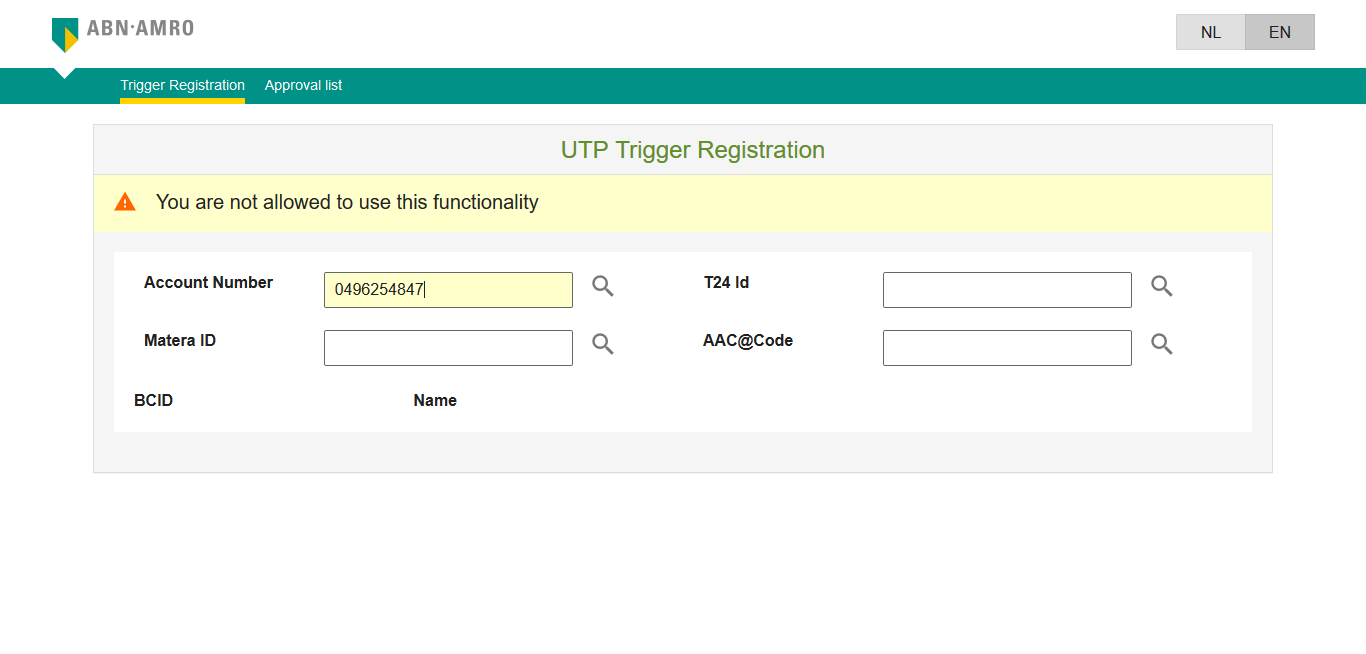 ABN·AMRO
NL EN
Trigger Registration Approval list
UTP Trigger Registration
You are not allowed to use this functionality
Account Number 0496254847 T24 Id
Matera ID AAC@Code
BCID Name